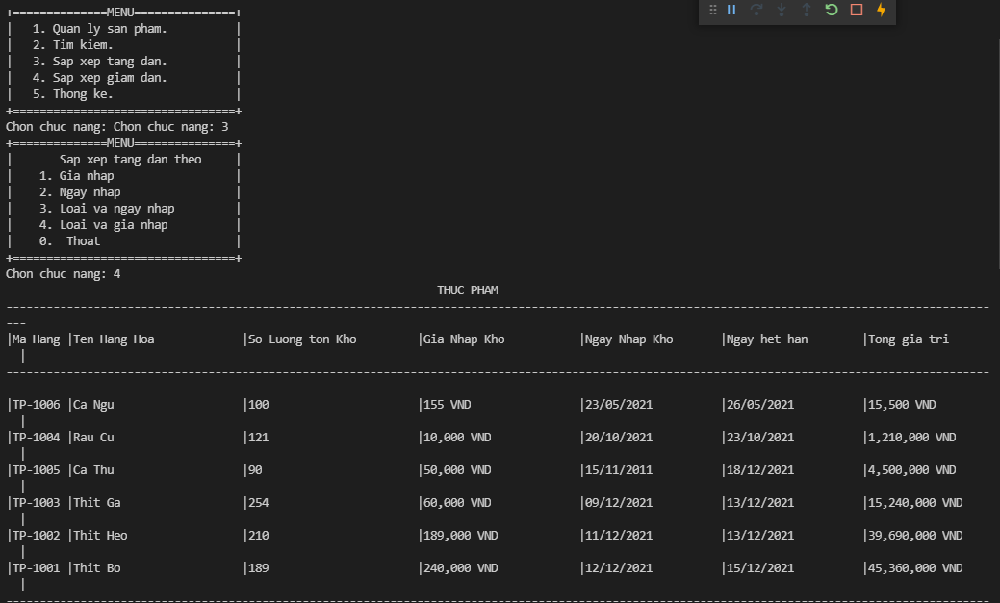 +==============MENU===============+
|   1. Quan ly san pham.          |
|   2. Tim kiem.                  |
|   3. Sap xep tang dan.          |
|   4. Sap xep giam dan.          |
|   5. Thong ke.                  |
+=================================+
Chon chuc nang: Chon chuc nang: 3
+==============MENU===============+
|       Sap xep tang dan theo     |
|    1. Gia nhap                  |
|    2. Ngay nhap                 |
|    3. Loai va ngay nhap         |
|    4. Loai va gia nhap          |
|    0.  Thoat                    |
+=================================+
Chon chuc nang: 4
THUC PHAM
--------------------------------------------------------------------------------------------------------------------------------------------------
---
|Ma Hang |Ten Hang Hoa             |So Luong ton Kho         |Gia Nhap Kho           |Ngay Nhap Kho       |Ngay het han        |Tong gia tri
  |
--------------------------------------------------------------------------------------------------------------------------------------------------
---
|TP-1006 |Ca Ngu                   |100                      |155 VND                |23/05/2021          |26/05/2021          |15,500 VND
  |
|TP-1004 |Rau Cu                   |121                      |10,000 VND             |20/10/2021          |23/10/2021          |1,210,000 VND
  |
|TP-1005 |Ca Thu                   |90                       |50,000 VND             |15/11/2011          |18/12/2021          |4,500,000 VND
  |
|TP-1003 |Thit Ga                  |254                      |60,000 VND             |09/12/2021          |13/12/2021          |15,240,000 VND
  |
|TP-1002 |Thit Heo                 |210                      |189,000 VND            |11/12/2021          |13/12/2021          |39,690,000 VND
  |
|TP-1001 |Thit Bo                  |189                      |240,000 VND            |12/12/2021          |15/12/2021          |45,360,000 VND
  |
--------------------------------------------------------------------------------------------------------------------------------------------------